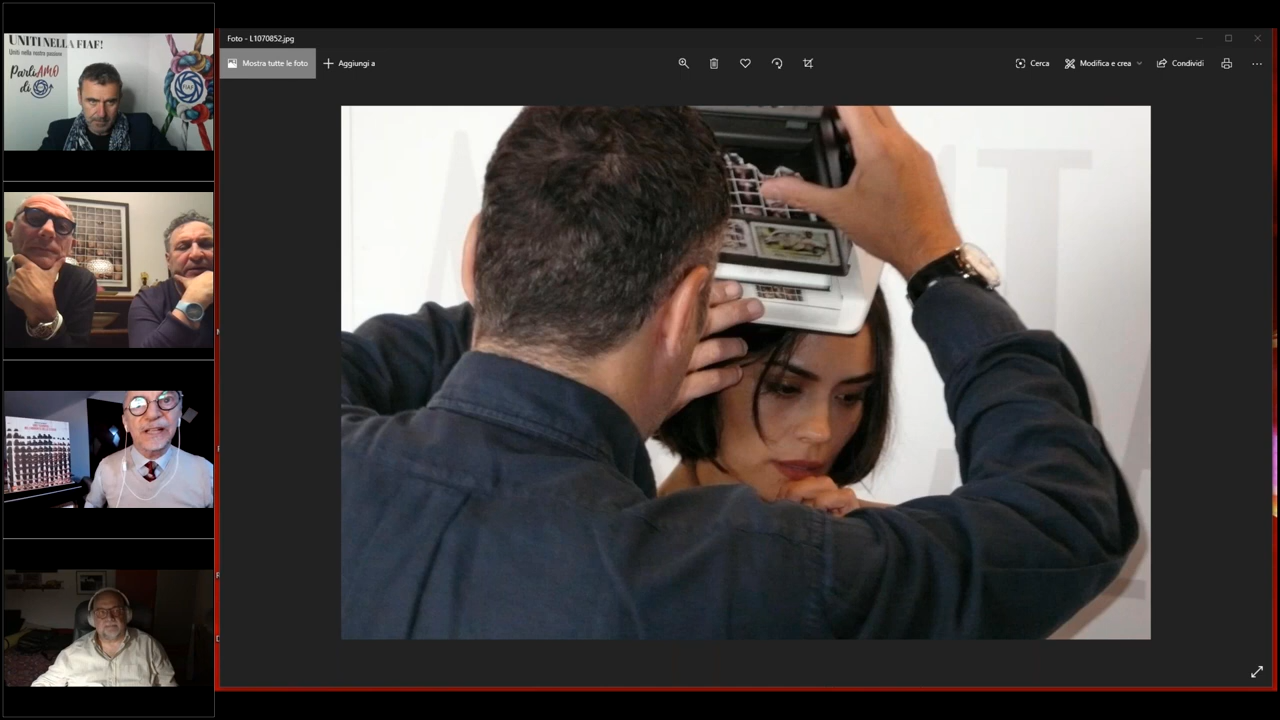 UNITI NELLA FIAF!
Uniti nella nostra passione
ParliAMO
di
FIAF
Foto - L1070852.jpg
Mostra tutte le foto
Aggiungi a
Cerca
Modifica e crea
Condividi